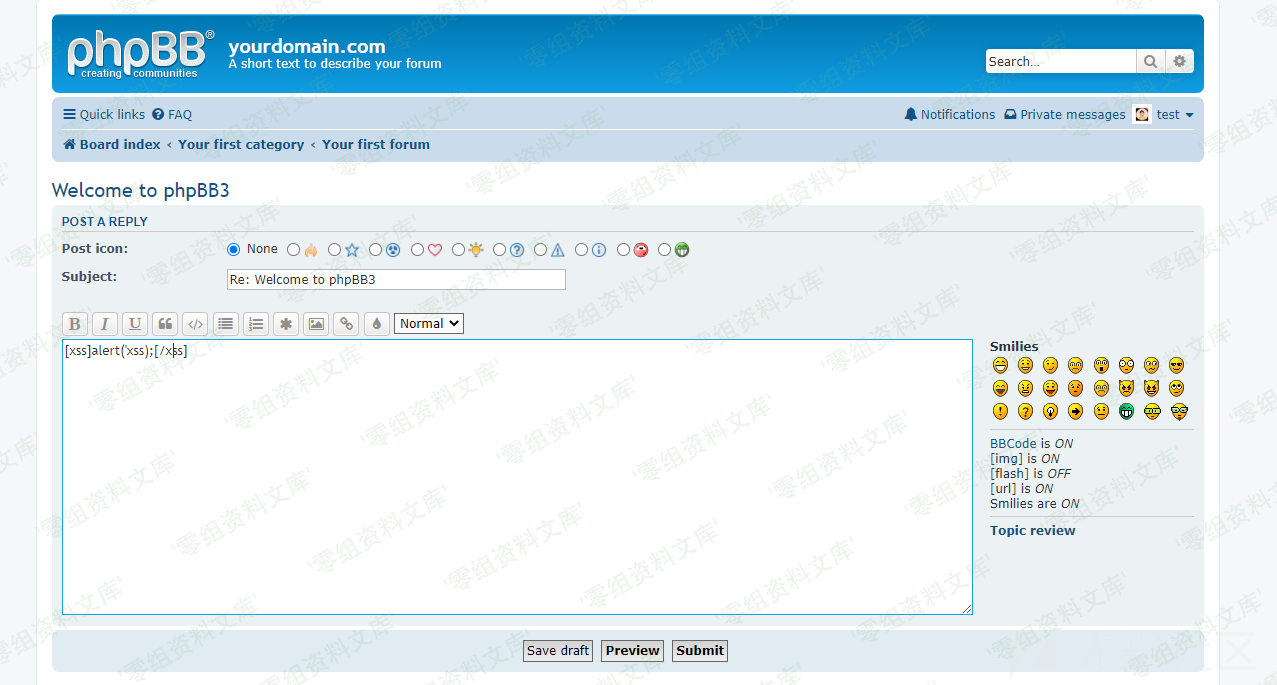 phpBB®
creating communities
yourdomain.com
A short text to describe your forum
Search…
Quick links FAQ
Notifications Private messages test
Board index ‹ Your first category ‹ Your first forum
Welcome to phpBB3
POST A REPLY
Post icon: None
Subject: Re: Welcome to phpBB3
B I U Normal
[xss]alert('xss);[/xss]
Smilies
BBCode is ON
[img] is ON
[flash] is OFF
[url] is ON
Smilies are ON
Topic review
Save draft Preview Submit
'零组资料文库'